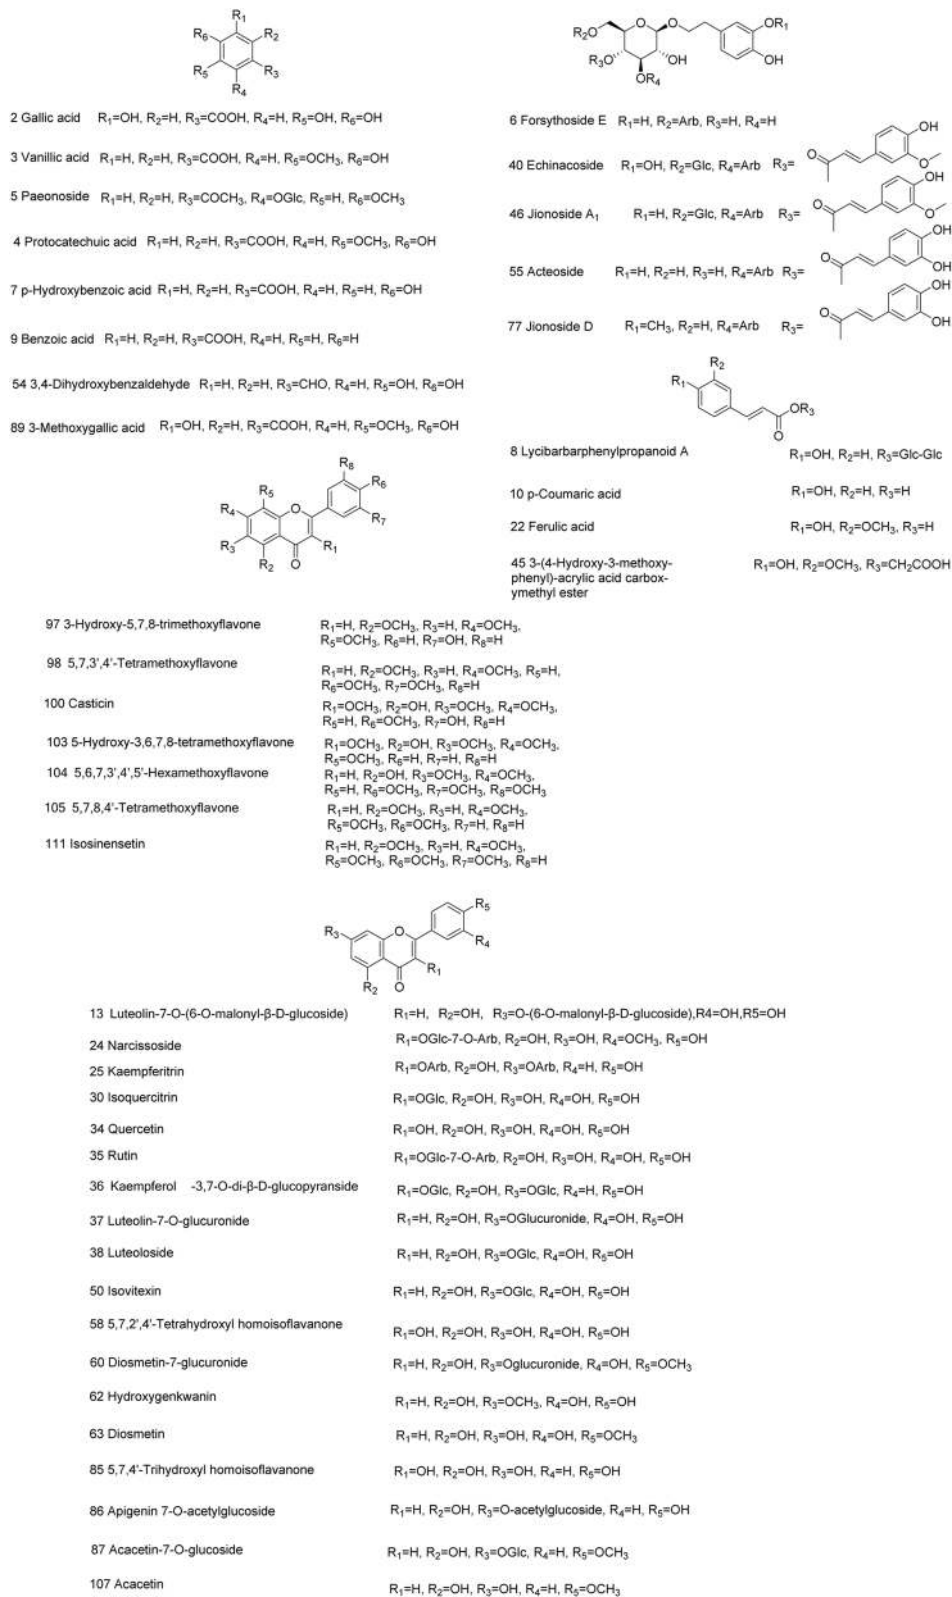 R₁
R₆ R₂
R₅ R₃
R₄
2 Gallic acid R₁=OH, R₂=H, R₃=COOH, R₄=H, R₅=OH, R₆=OH
3 Vanillic acid R₁=H, R₂=H, R₃=COOH, R₄=H, R₅=OCH₃, R₆=OH
5 Paeonoside R₁=H, R₂=H, R₃=COCH₃, R₄=OGlc, R₅=H, R₆=OCH₃
4 Protocatechuic acid R₁=H, R₂=H, R₃=COOH, R₄=H, R₅=OCH₃, R₆=OH
7 p-Hydroxybenzoic acid R₁=H, R₂=H, R₃=COOH, R₄=H, R₅=H, R₆=OH
9 Benzoic acid R₁=H, R₂=H, R₃=COOH, R₄=H, R₅=H, R₆=H
54 3,4-Dihydroxybenzaldehyde R₁=H, R₂=H, R₃=CHO, R₄=H, R₅=OH, R₆=OH
89 3-Methoxygallic acid R₁=OH, R₂=H, R₃=COOH, R₄=H, R₅=OCH₃, R₆=OH
R₂O O O OR₁
R₃O OH OH
OR₄
6 Forsythoside E R₁=H, R₂=Arb, R₃=H, R₄=H
OH
40 Echinacoside R₁=OH, R₂=Glc, R₄=Arb R₃= O O
OH
46 Jionoside A₁ R₁=H, R₂=Glc, R₄=Arb R₃= O O
OH
55 Acteoside R₁=H, R₂=H, R₃=H, R₄=Arb R₃= O OH
OH
77 Jionoside D R₁=CH₃, R₂=H, R₄=Arb R₃= O OH
R₂
R₁
OR₃
O
8 Lycibarbarphenylpropanoid A R₁=OH, R₂=H, R₃=Glc-Glc
10 p-Coumaric acid R₁=OH, R₂=H, R₃=H
22 Ferulic acid R₁=OH, R₂=OCH₃, R₃=H
45 3-(4-Hydroxy-3-methoxy- R₁=OH, R₂=OCH₃, R₃=CH₂COOH
phenyl)-acrylic acid carbox-
ymethyl ester
R₈
R₅ R₆
R₄ O R₇
R₃ R₁
R₂ O
97 3-Hydroxy-5,7,8-trimethoxyflavone R₁=H, R₂=OCH₃, R₃=H, R₄=OCH₃,
R₅=OCH₃, R₆=H, R₇=OH, R₈=H
98 5,7,3',4'-Tetramethoxyflavone R₁=H, R₂=OCH₃, R₃=H, R₄=OCH₃, R₅=H,
R₆=OCH₃, R₇=OCH₃, R₈=H
100 Casticin R₁=OCH₃, R₂=OH, R₃=OCH₃, R₄=OCH₃,
R₅=H, R₆=OCH₃, R₇=OH, R₈=H
103 5-Hydroxy-3,6,7,8-tetramethoxyflavone R₁=OCH₃, R₂=OH, R₃=OCH₃, R₄=OCH₃,
R₅=OCH₃, R₆=H, R₇=H, R₈=H
104 5,6,7,3',4',5'-Hexamethoxyflavone R₁=H, R₂=OH, R₃=OCH₃, R₄=OCH₃,
R₅=H, R₆=OCH₃, R₇=OCH₃, R₈=OCH₃
105 5,7,8,4'-Tetramethoxyflavone R₁=H, R₂=OCH₃, R₃=H, R₄=OCH₃,
R₅=OCH₃, R₆=OCH₃, R₇=H, R₈=H
111 Isosinensetin R₁=H, R₂=OCH₃, R₃=H, R₄=OCH₃,
R₅=OCH₃, R₆=OCH₃, R₇=OCH₃, R₈=H
R₅
R₃ O R₄
R₁
R₂ O
13 Luteolin-7-O-(6-O-malonyl-β-D-glucoside) R₁=H, R₂=OH, R₃=O-(6-O-malonyl-β-D-glucoside),R4=OH,R5=OH
24 Narcissoside R₁=OGlc-7-O-Arb, R₂=OH, R₃=OH, R₄=OCH₃, R₅=OH
25 Kaempferitrin R₁=OArb, R₂=OH, R₃=OArb, R₄=H, R₅=OH
30 Isoquercitrin R₁=OGlc, R₂=OH, R₃=OH, R₄=OH, R₅=OH
34 Quercetin R₁=OH, R₂=OH, R₃=OH, R₄=OH, R₅=OH
35 Rutin R₁=OGlc-7-O-Arb, R₂=OH, R₃=OH, R₄=OH, R₅=OH
36 Kaempferol -3,7-O-di-β-D-glucopyranside R₁=OGlc, R₂=OH, R₃=OGlc, R₄=H, R₅=OH
37 Luteolin-7-O-glucuronide R₁=H, R₂=OH, R₃=OGlucuronide, R₄=OH, R₅=OH
38 Luteoloside R₁=H, R₂=OH, R₃=OGlc, R₄=OH, R₅=OH
50 Isovitexin R₁=H, R₂=OH, R₃=OGlc, R₄=OH, R₅=OH
58 5,7,2',4'-Tetrahydroxyl homoisoflavanone R₁=OH, R₂=OH, R₃=OH, R₄=OH, R₅=OH
60 Diosmetin-7-glucuronide R₁=H, R₂=OH, R₃=Oglucuronide, R₄=OH, R₅=OCH₃
62 Hydroxygenkwanin R₁=H, R₂=OH, R₃=OCH₃, R₄=OH, R₅=OH
63 Diosmetin R₁=H, R₂=OH, R₃=OH, R₄=OH, R₅=OCH₃
85 5,7,4'-Trihydroxyl homoisoflavanone R₁=OH, R₂=OH, R₃=OH, R₄=H, R₅=OH
86 Apigenin 7-O-acetylglucoside R₁=H, R₂=OH, R₃=O-acetylglucoside, R₄=H, R₅=OH
87 Acacetin-7-O-glucoside R₁=H, R₂=OH, R₃=OGlc, R₄=H, R₅=OCH₃
107 Acacetin R₁=H, R₂=OH, R₃=OH, R₄=H, R₅=OCH₃